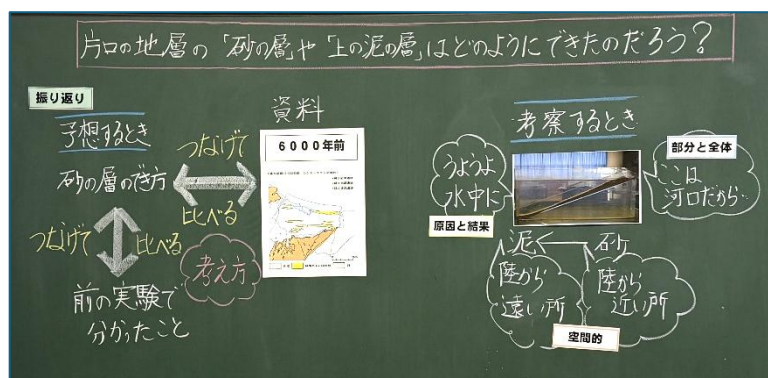 片口の地層の「砂の層」や「上の泥の層」はどのようにできたのだろう?
振り返り
予想するとき
砂の層のでき方
つなげて
比べる
つなげて
比べる
前の実験で
分かったこと
考え方
資料
6000年前
考察するとき
うようよ
水中に
原因と結果
部分と全体
ここは
河口だから…
泥
砂
陸から
遠い所
陸から
近い所
空間的